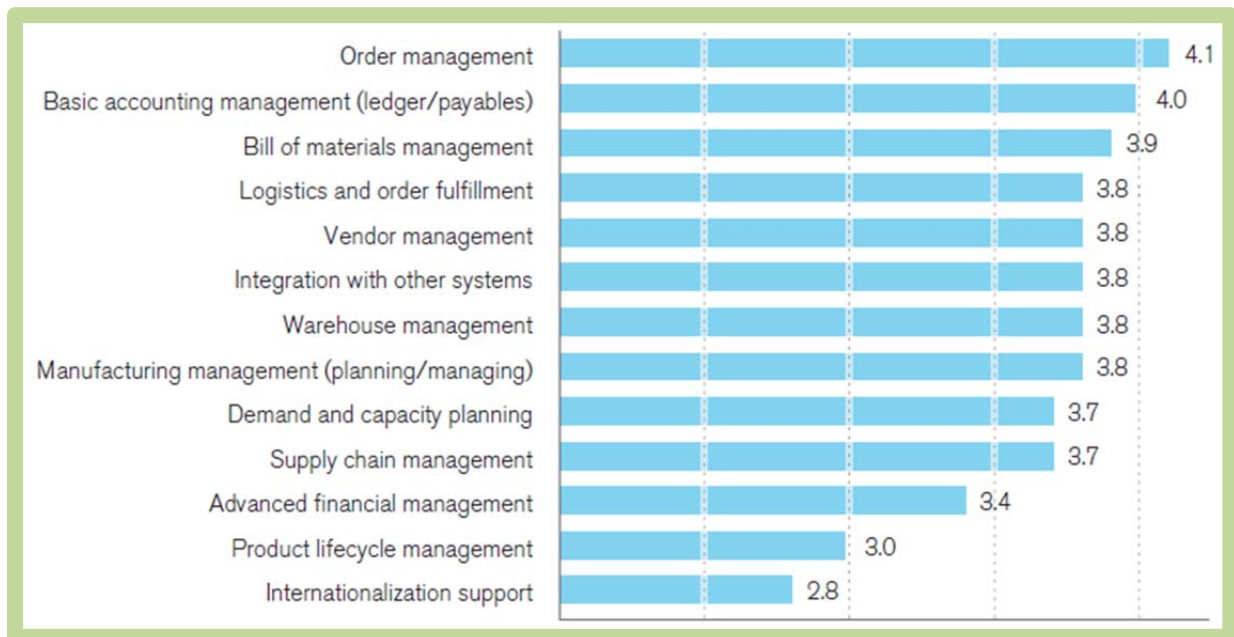 Order management 4.1
Basic accounting management (ledger/payables) 4.0
Bill of materials management 3.9
Logistics and order fulfillment 3.8
Vendor management 3.8
Integration with other systems 3.8
Warehouse management 3.8
Manufacturing management (planning/managing) 3.8
Demand and capacity planning 3.7
Supply chain management 3.7
Advanced financial management 3.4
Product lifecycle management 3.0
Internationalization support 2.8